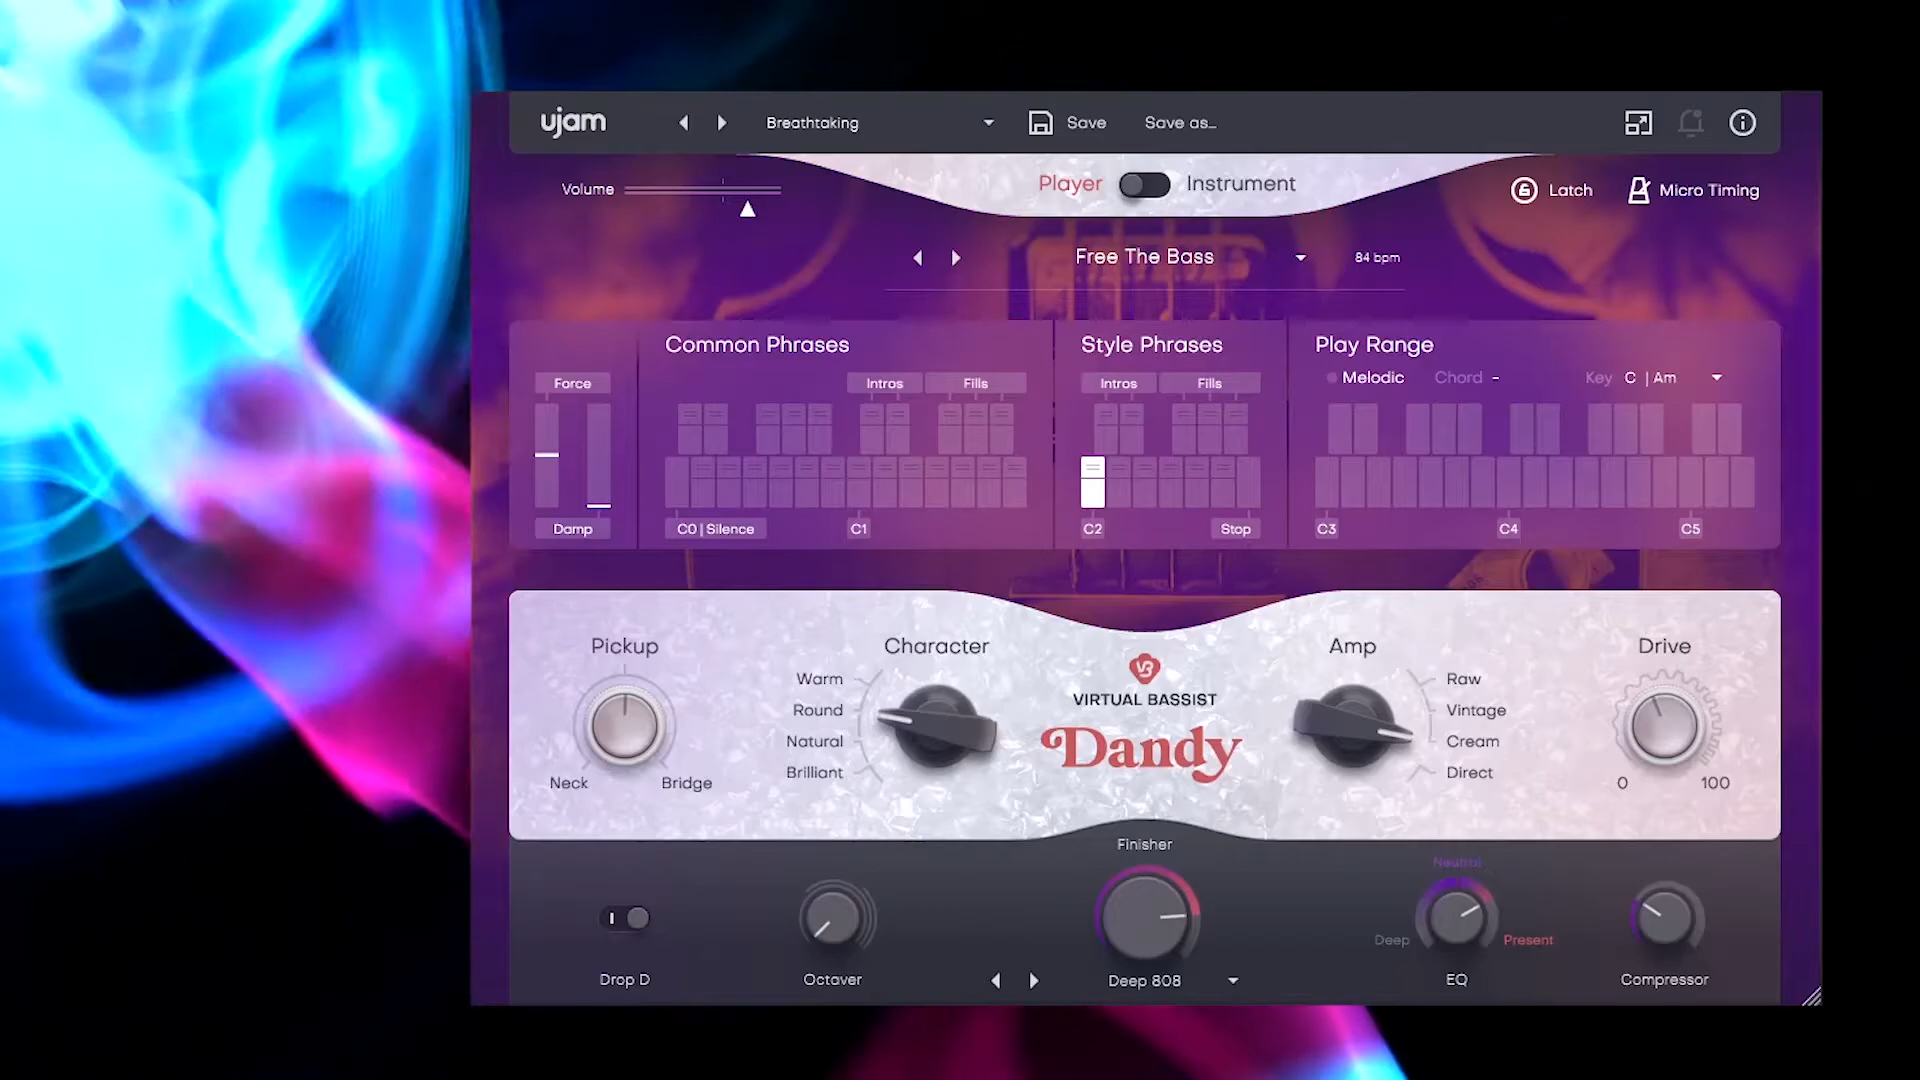 ujam
Breathtaking
Save
Save as...
Volume
Player
Instrument
Latch
Micro Timing
Free The Bass
84 bpm
Common Phrases
Style Phrases
Play Range
Force
Intros
Fills
Intros
Fills
Melodic
Chord -
Key C | Am
Damp
C0 | Silence
C1
C2
Stop
C3
C4
C5
Pickup
Neck
Bridge
Character
Warm
Round
Natural
Brilliant
VB
VIRTUAL BASSIST
Dandy
Amp
Raw
Vintage
Cream
Direct
Drive
0
100
Finisher
Neutral
Deep
Present
Drop D
Octaver
Deep 808
EQ
Compressor